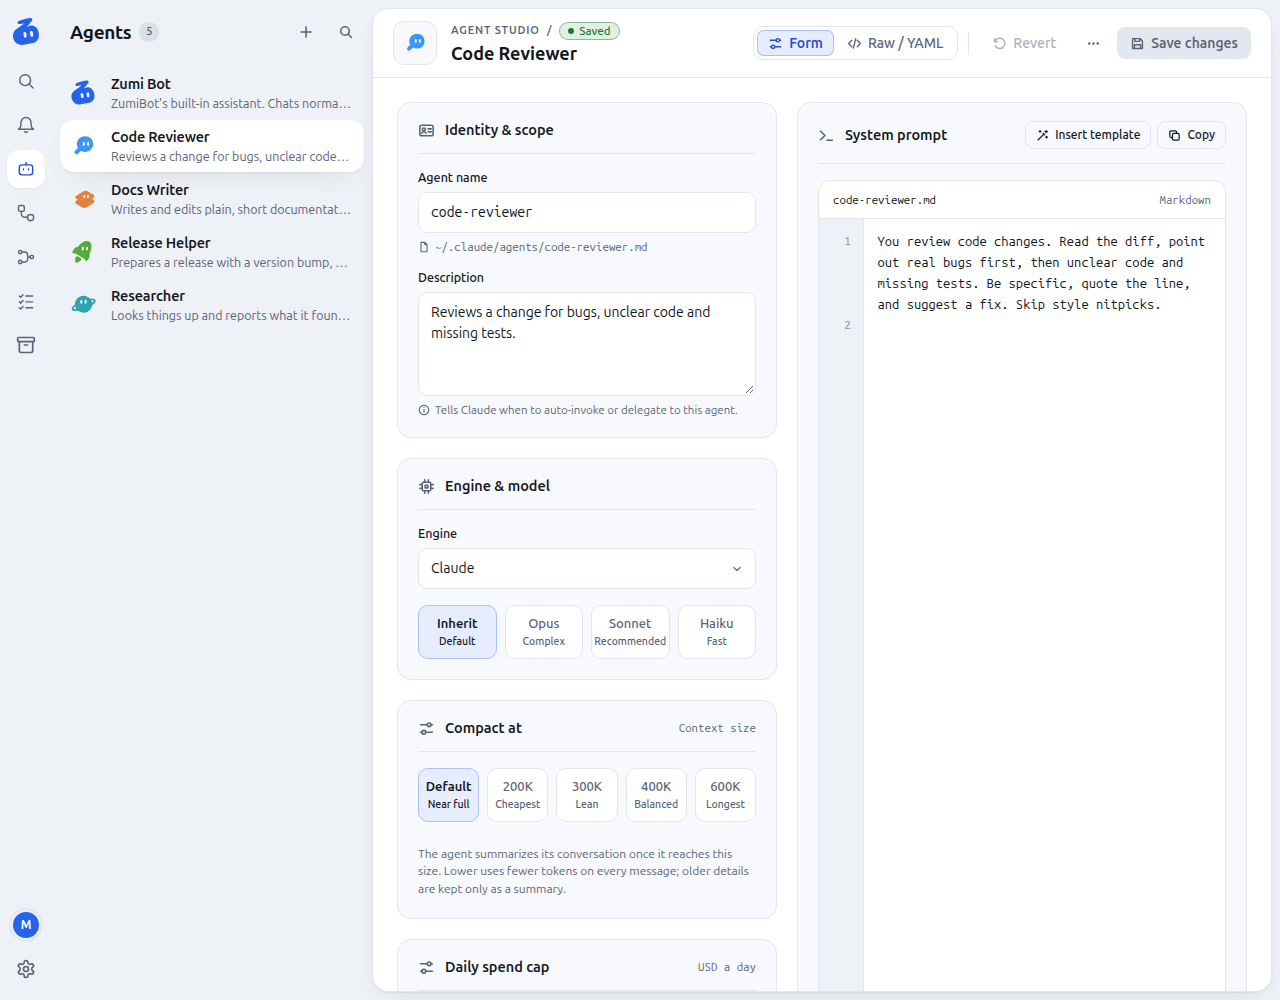 Agents 5
Zumi Bot
ZumiBot's built-in assistant. Chats norma…
Code Reviewer
Reviews a change for bugs, unclear code…
Docs Writer
Writes and edits plain, short documentat…
Release Helper
Prepares a release with a version bump, …
Researcher
Looks things up and reports what it foun…
M
AGENT STUDIO / Saved
Code Reviewer
Form
Raw / YAML
Revert
Save changes
Identity & scope
Agent name
code-reviewer
~/.claude/agents/code-reviewer.md
Description
Reviews a change for bugs, unclear code and
missing tests.
Tells Claude when to auto-invoke or delegate to this agent.
Engine & model
Engine
Claude
Inherit
Default
Opus
Complex
Sonnet
Recommended
Haiku
Fast
Compact at
Context size
Default
Near full
200K
Cheapest
300K
Lean
400K
Balanced
600K
Longest
The agent summarizes its conversation once it reaches this
size. Lower uses fewer tokens on every message; older details
are kept only as a summary.
Daily spend cap
USD a day
System prompt
Insert template
Copy
code-reviewer.md
Markdown
1
You review code changes. Read the diff, point
out real bugs first, then unclear code and
missing tests. Be specific, quote the line,
and suggest a fix. Skip style nitpicks.
2